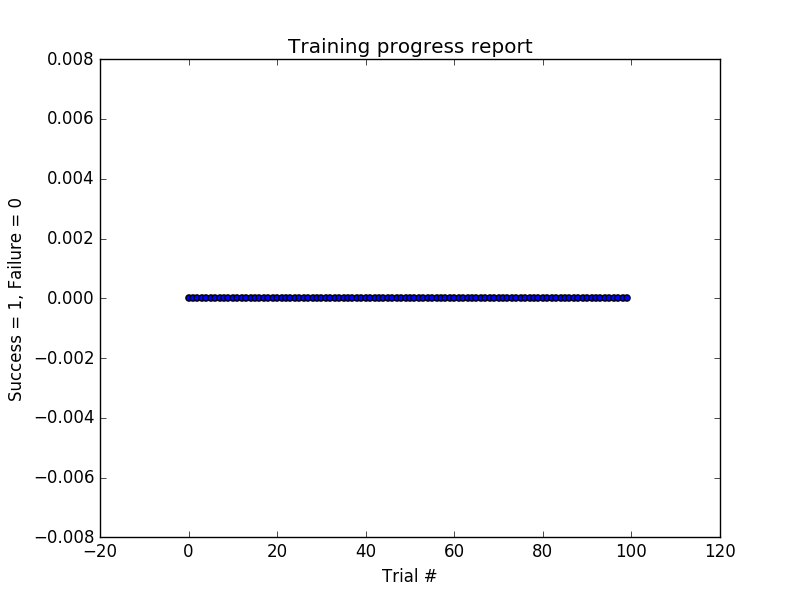 Training progress report
0.008
0.006
0.004
0.002
0.000
−0.002
−0.004
−0.006
−0.008
Success = 1, Failure = 0
−20 0 20 40 60 80 100 120
Trial #